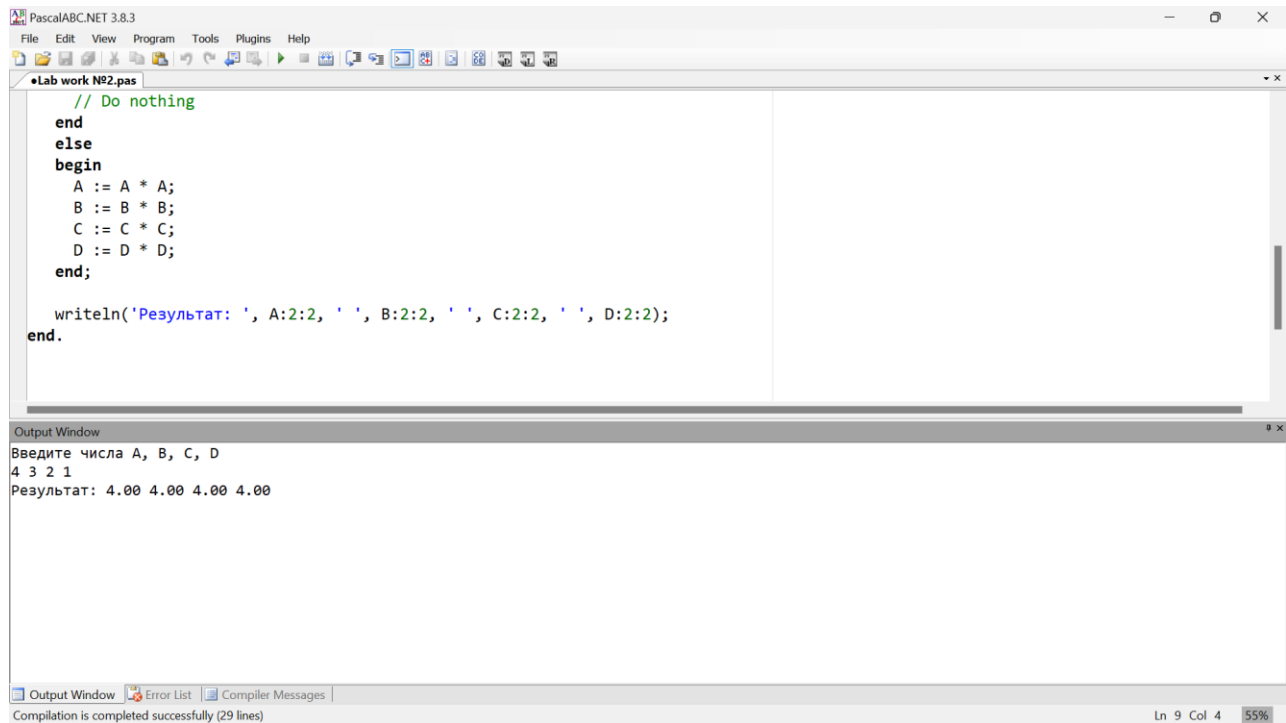 PascalABC.NET 3.8.3
File Edit View Program Tools Plugins Help
•Lab work №2.pas
// Do nothing
end
else
begin
A := A * A;
B := B * B;
C := C * C;
D := D * D;
end;
writeln('Результат: ', A:2:2, ' ', B:2:2, ' ', C:2:2, ' ', D:2:2);
end.
Output Window
Введите числа A, B, C, D
4 3 2 1
Результат: 4.00 4.00 4.00 4.00
Output Window Error List Compiler Messages
Compilation is completed successfully (29 lines) Ln 9 Col 4 55%